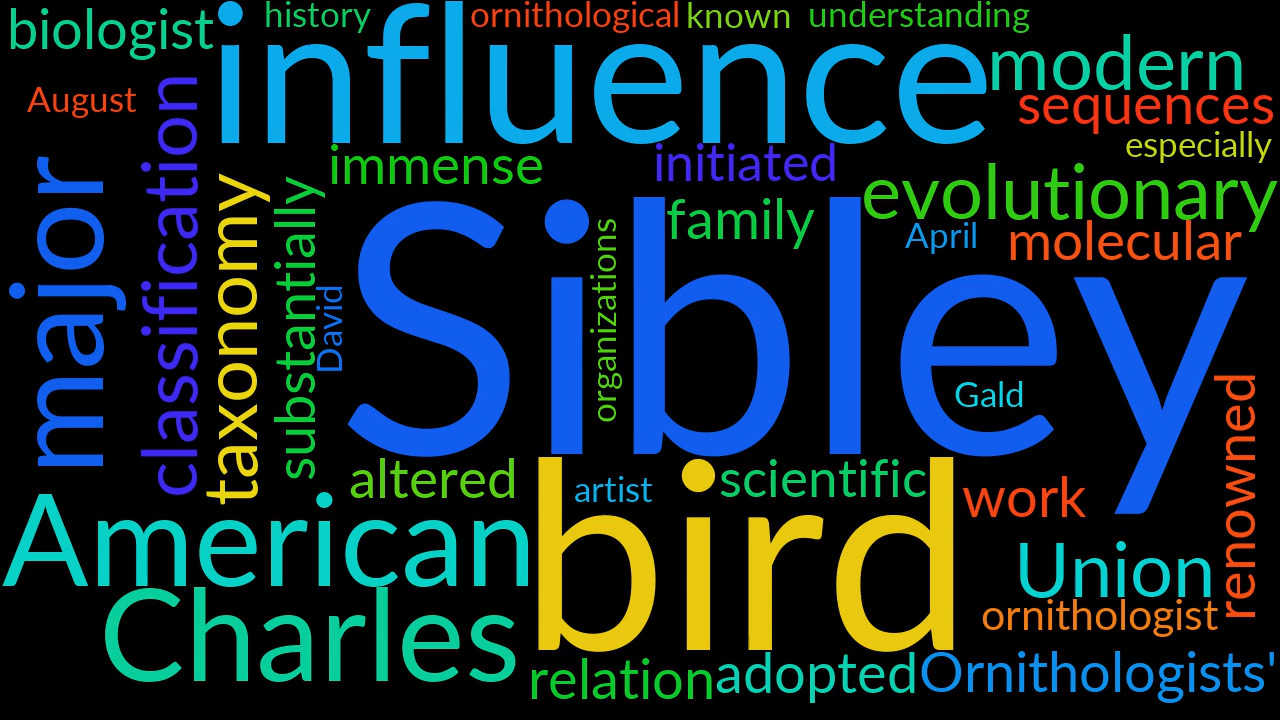 biologist
history
ornithological
known
understanding
influence
modern
August
sequences
especially
immense
initiated
evolutionary
family
April
molecular
major
classification
taxonomy
substantially
David
organizations
Sibley
Gald
renowned
altered
artist
scientific
work
American
bird
Union
Charles
ornithologist
relation
adopted
Ornithologists'